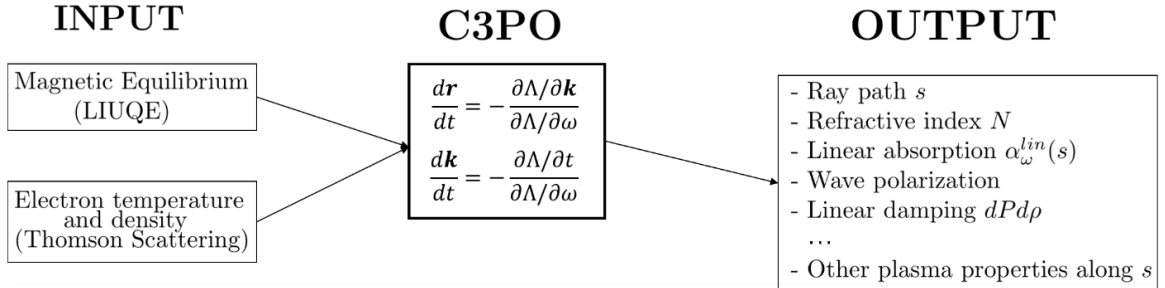 INPUT
Magnetic Equilibrium
(LIUQE)
Electron temperature
and density
(Thomson Scattering)
C3PO
d𝒓/dt = − ∂Λ/∂𝒌 / ∂Λ/∂ω
d𝒌/dt = − ∂Λ/∂t / ∂Λ/∂ω
OUTPUT
- Ray path s
- Refractive index N
- Linear absorption α_ω^{lin}(s)
- Wave polarization
- Linear damping dPdρ
...
- Other plasma properties along s